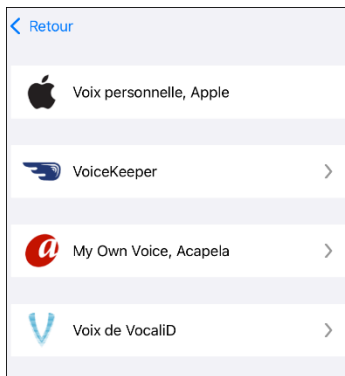 Retour
Voix personnelle, Apple
VoiceKeeper
My Own Voice, Acapela
Voix de VocaliD